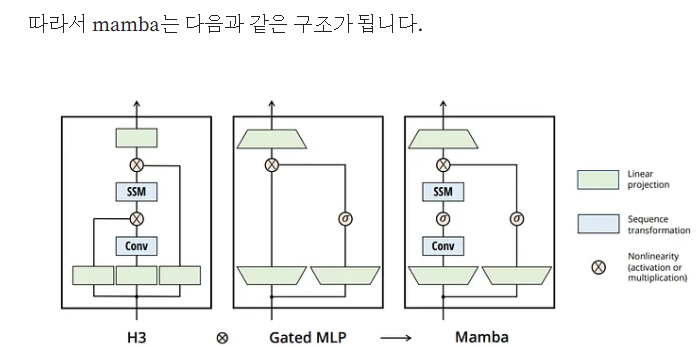 따라서 mamba는 다음과 같은 구조가 됩니다.
SSM
Conv
σ
SSM
σ
σ
Conv
Linear
projection
Sequence
transformation
Nonlinearity
(activation or
multiplication)
H3 ⊗ Gated MLP → Mamba